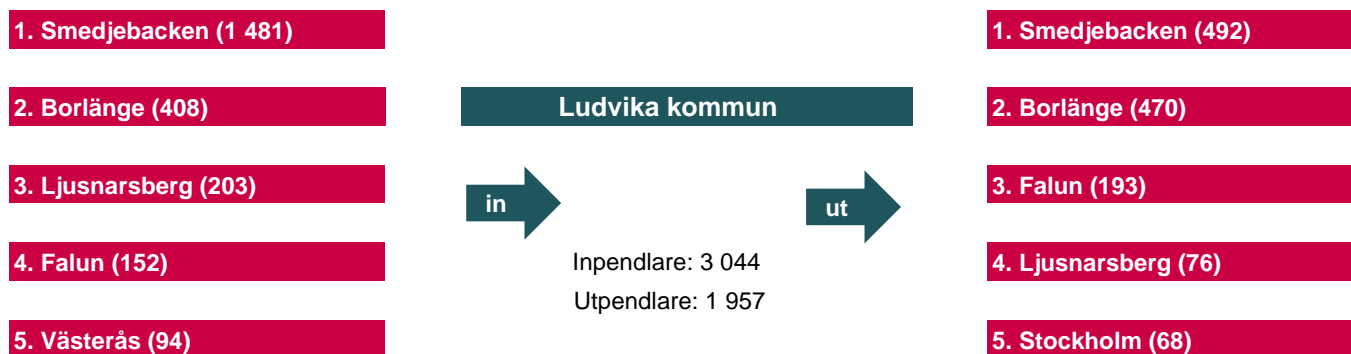 1. Smedjebacken (1 481)
2. Borlänge (408)
3. Ljusnarsberg (203)
4. Falun (152)
5. Västerås (94)
Ludvika kommun
in
ut
Inpendlare: 3 044
Utpendlare: 1 957
1. Smedjebacken (492)
2. Borlänge (470)
3. Falun (193)
4. Ljusnarsberg (76)
5. Stockholm (68)